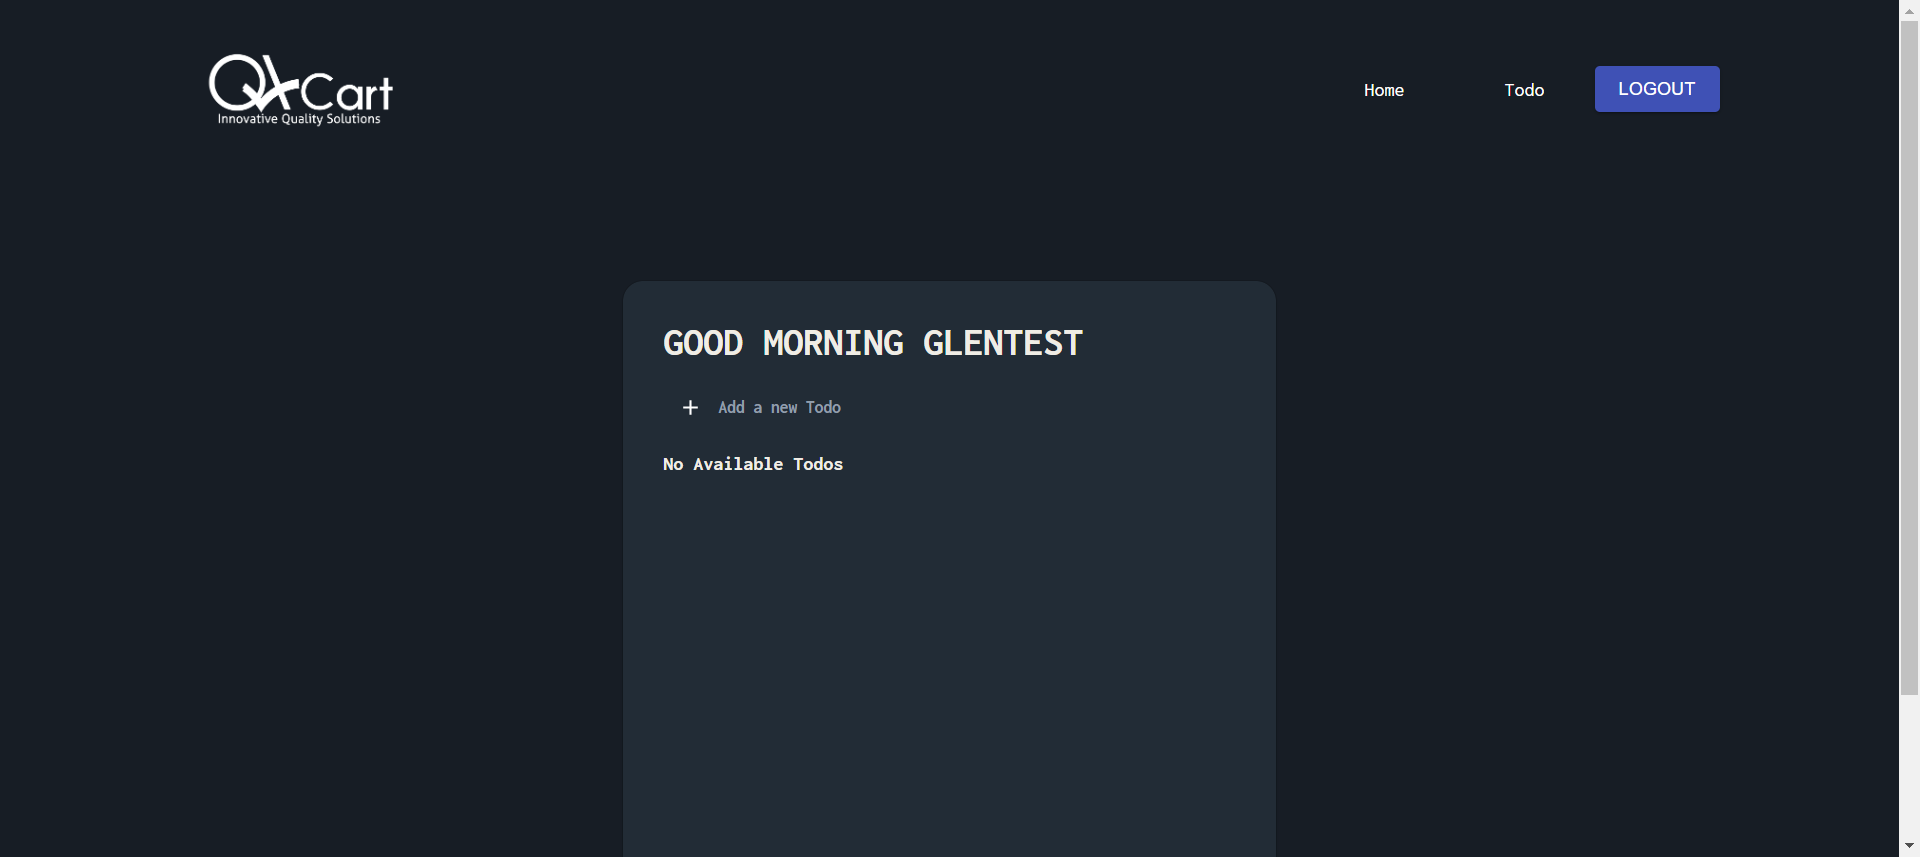 QACart
Innovative Quality Solutions
Home
Todo
LOGOUT
GOOD MORNING GLENTEST
+ Add a new Todo
No Available Todos